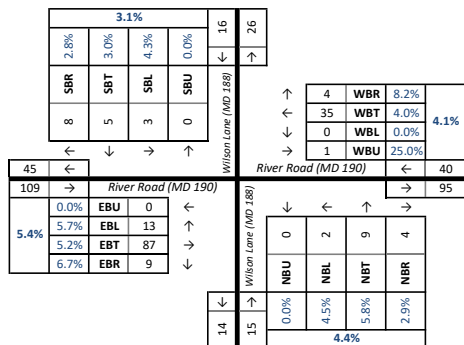 3.1%
2.8% 3.0% 4.3% 0.0%
SBR SBT SBL SBU
8 5 3 0
← ↓ → ↑
16 26
↓ ↑
Wilson Lane (MD 188)
↑ 4 WBR 8.2%
← 35 WBT 4.0%
↓ 0 WBL 0.0%
→ 1 WBU 25.0%
4.1%
45 ←
River Road (MD 190)
← 40
109 →
River Road (MD 190)
→ 95
0.0% EBU 0 ←
5.7% EBL 13 ↑
5.2% EBT 87 →
6.7% EBR 9 ↓
5.4%
Wilson Lane (MD 188)
↓ ↑
14 15
↓ ← ↑ →
0 2 9 4
NBU NBL NBT NBR
0.0% 4.5% 5.8% 2.9%
4.4%